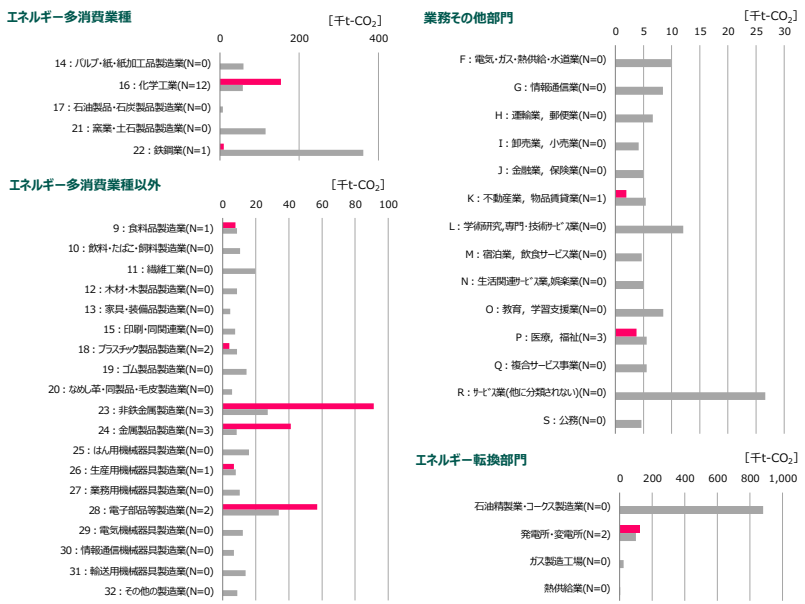 エネルギー多消費業種
[千t-CO₂]
0 200 400
14：パルプ・紙・紙加工品製造業(N=0)
16：化学工業(N=12)
17：石油製品・石炭製品製造業(N=0)
21：窯業・土石製品製造業(N=0)
22：鉄鋼業(N=1)
エネルギー多消費業種以外
[千t-CO₂]
0 20 40 60 80 100
9：食料品製造業(N=1)
10：飲料・たばこ・飼料製造業(N=0)
11：繊維工業(N=0)
12：木材・木製品製造業(N=0)
13：家具・装備品製造業(N=0)
15：印刷・同関連業(N=0)
18：プラスチック製品製造業(N=2)
19：ゴム製品製造業(N=0)
20：なめし革・同製品・毛皮製造業(N=0)
23：非鉄金属製造業(N=3)
24：金属製品製造業(N=3)
25：はん用機械器具製造業(N=0)
26：生産用機械器具製造業(N=1)
27：業務用機械器具製造業(N=0)
28：電子部品等製造業(N=2)
29：電気機械器具製造業(N=0)
30：情報通信機械器具製造業(N=0)
31：輸送用機械器具製造業(N=0)
32：その他の製造業(N=0)
業務その他部門
[千t-CO₂]
0 5 10 15 20 25 30
F：電気・ガス・熱供給・水道業(N=0)
G：情報通信業(N=0)
H：運輸業，郵便業(N=0)
I：卸売業，小売業(N=0)
J：金融業，保険業(N=0)
K：不動産業，物品賃貸業(N=1)
L：学術研究,専門・技術サービス業(N=0)
M：宿泊業，飲食サービス業(N=0)
N：生活関連サービス業,娯楽業(N=0)
O：教育，学習支援業(N=0)
P：医療，福祉(N=3)
Q：複合サービス事業(N=0)
R：サービス業(他に分類されない)(N=0)
S：公務(N=0)
エネルギー転換部門
[千t-CO₂]
0 200 400 600 800 1,000
石油精製業・コークス製造業(N=0)
発電所・変電所(N=2)
ガス製造工場(N=0)
熱供給業(N=0)